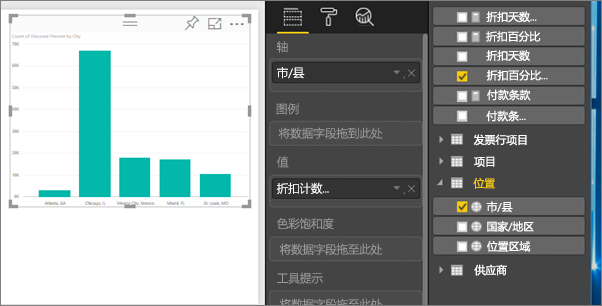 Count of Discount Percent by City
Atlanta, GA
Chicago, IL
Mexico City, Mexico
Miami, FL
St. Louis, MO
轴
市/县
图例
将数据字段拖到此处
值
折扣计数...
色彩饱和度
将数据字段拖至此处
工具提示
将数据字段拖至此处
折扣天数...
折扣百分比
折扣天数
折扣百分比...
付款条款
付款条...
发票行项目
项目
位置
市/县
国家/地区
位置区域
供应商